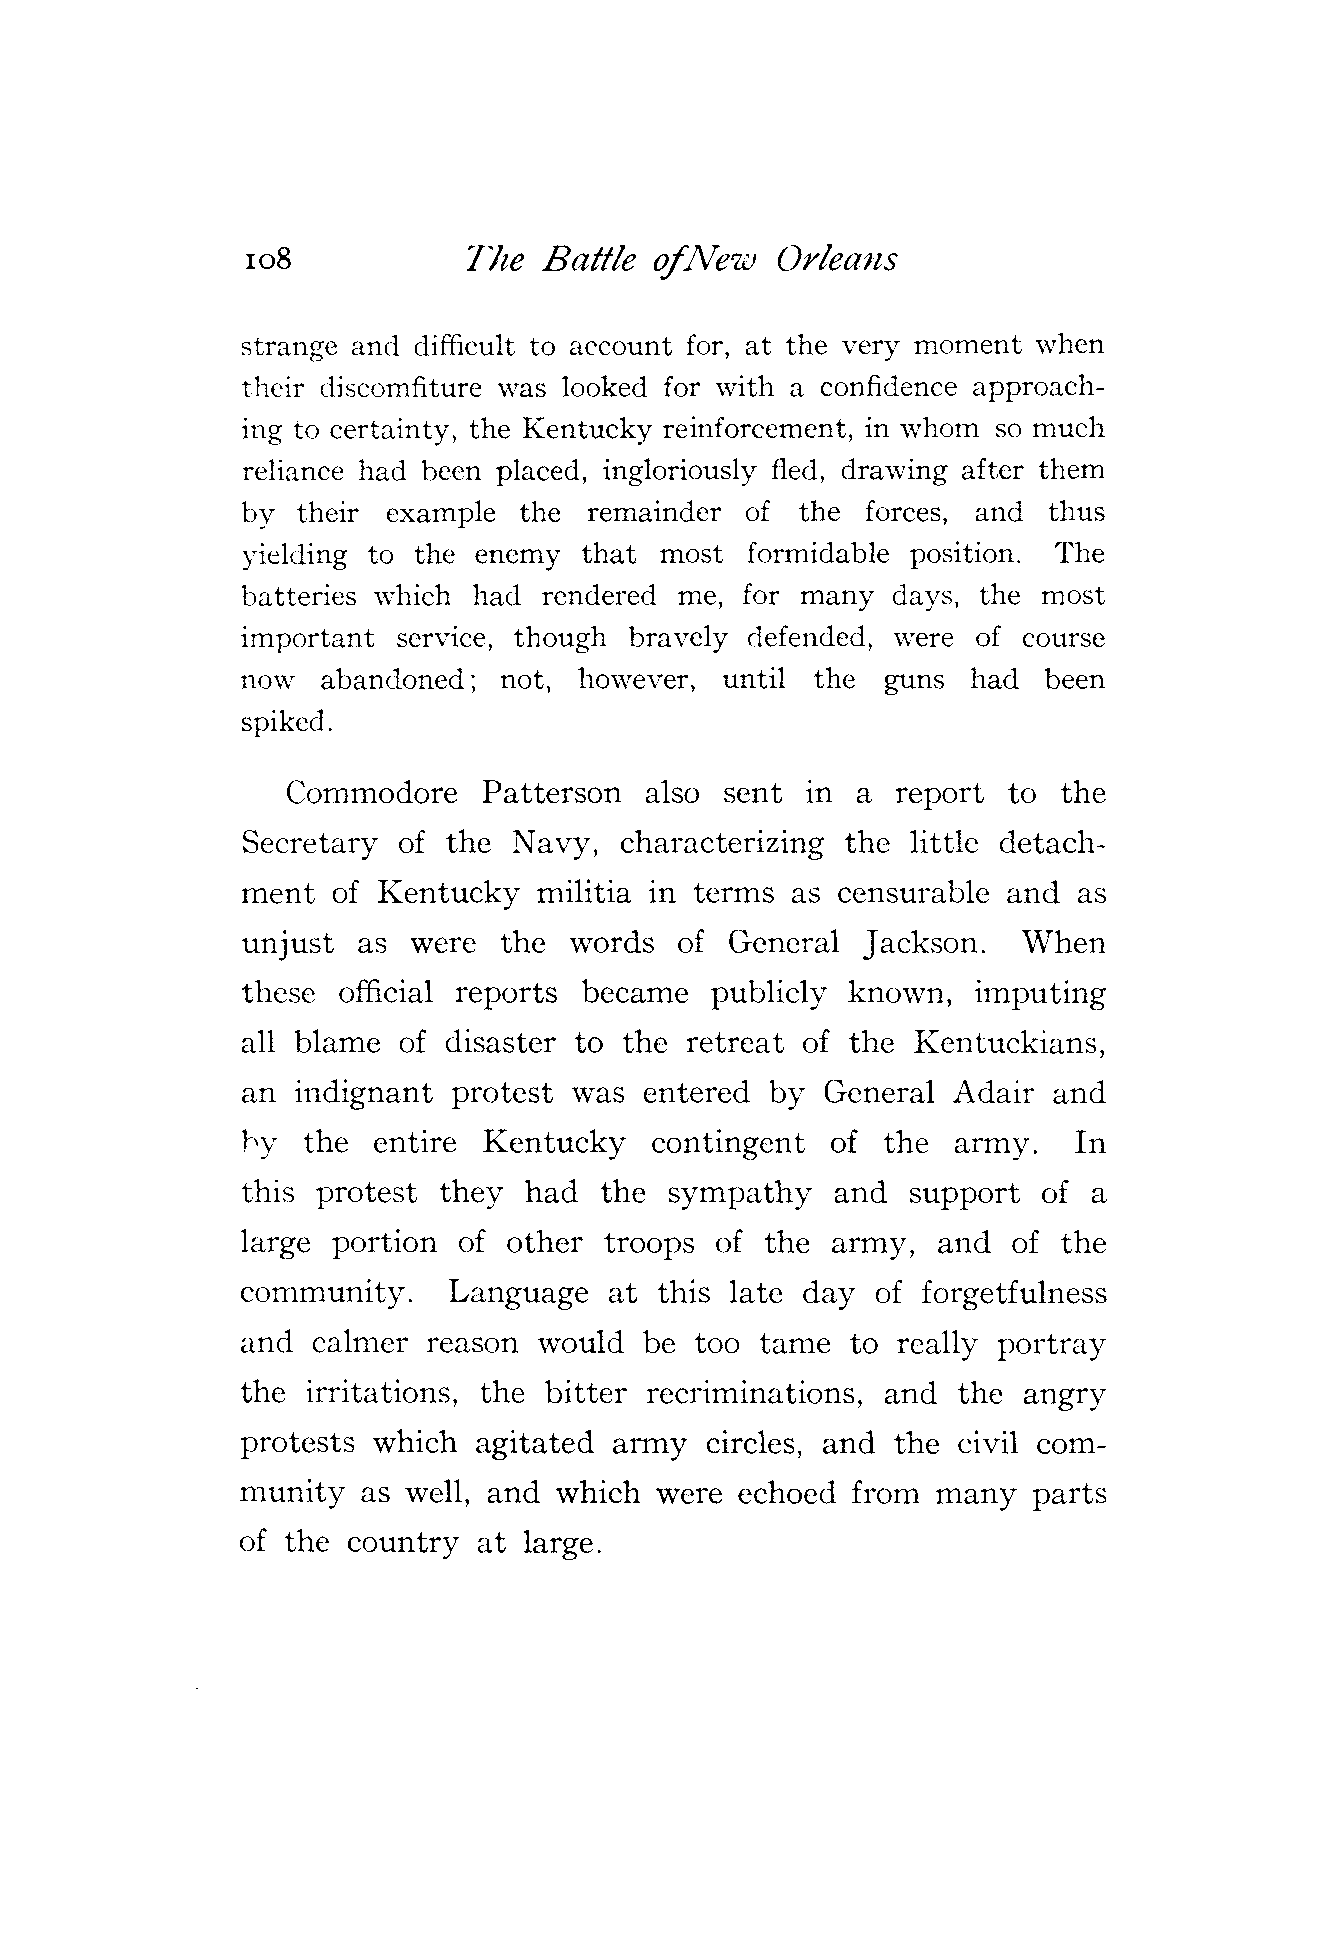 108 The Battle of New Orleans
strange and difficult to account for, at the very moment when
their discomfiture was looked for with a confidence approach-
ing to certainty, the Kentucky reinforcement, in whom so much
reliance had been placed, ingloriously fled, drawing after them
by their example the remainder of the forces, and thus
yielding to the enemy that most formidable position. The
batteries which had rendered me, for many days, the most
important service, though bravely defended, were of course
now abandoned; not, however, until the guns had been
spiked.
Commodore Patterson also sent in a report to the
Secretary of the Navy, characterizing the little detach-
ment of Kentucky militia in terms as censurable and as
unjust as were the words of General Jackson. When
these official reports became publicly known, imputing
all blame of disaster to the retreat of the Kentuckians,
an indignant protest was entered by General Adair and
by the entire Kentucky contingent of the army. In
this protest they had the sympathy and support of a
large portion of other troops of the army, and of the
community. Language at this late day of forgetfulness
and calmer reason would be too tame to really portray
the irritations, the bitter recriminations, and the angry
protests which agitated army circles, and the civil com-
munity as well, and which were echoed from many parts
of the country at large.